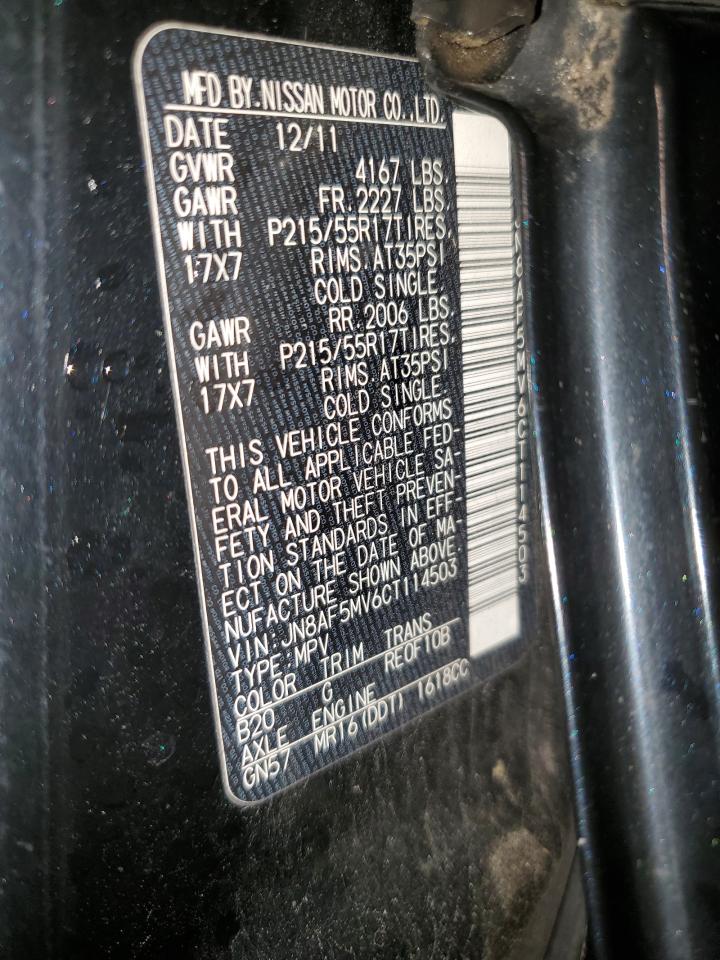 MFD BY.NISSAN MOTOR CO.,LTD.
DATE 12/11
GVWR 4167 LBS.
GAWR FR.2227 LBS.
WITH P215/55R17TIRES,
17X7 RIMS.AT35PSI
COLD SINGLE.
GAWR RR.2006 LBS.
WITH P215/55R17TIRES,
17X7 RIMS.AT35PSI
COLD SINGLE.
THIS VEHICLE CONFORMS
TO ALL APPLICABLE FED-
ERAL MOTOR VEHICLE SA-
FETY AND THEFT PREVEN-
TION STANDARDS IN EFF-
ECT ON THE DATE OF MA-
NUFACTURE SHOWN ABOVE.
VIN:JN8AF5MV6CT114503
TYPE:MPV
COLOR TRIM TRANS
B20 G RE0F10B
AXLE ENGINE
GN57 MR16(DDT) 1618CC
JN8AF5MV6CT114503